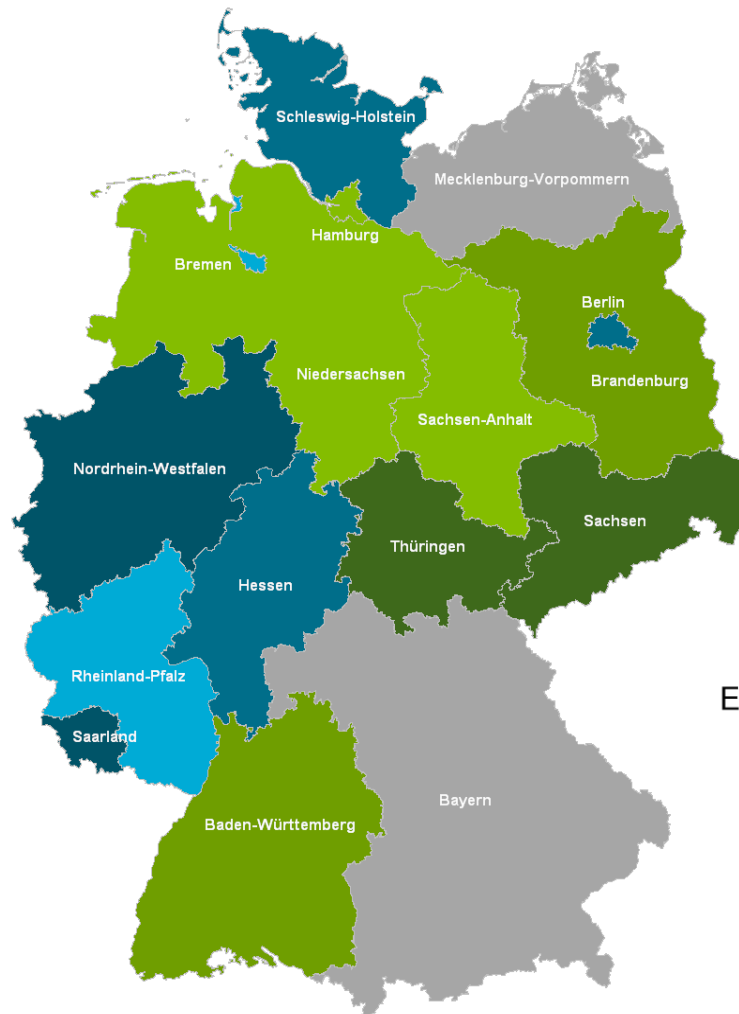 Schleswig-Holstein
Mecklenburg-Vorpommern
Hamburg
Bremen
Berlin
Niedersachsen
Brandenburg
Sachsen-Anhalt
Nordrhein-Westfalen
Sachsen
Thüringen
Hessen
Rheinland-Pfalz
E
Saarland
Bayern
Baden-Württemberg